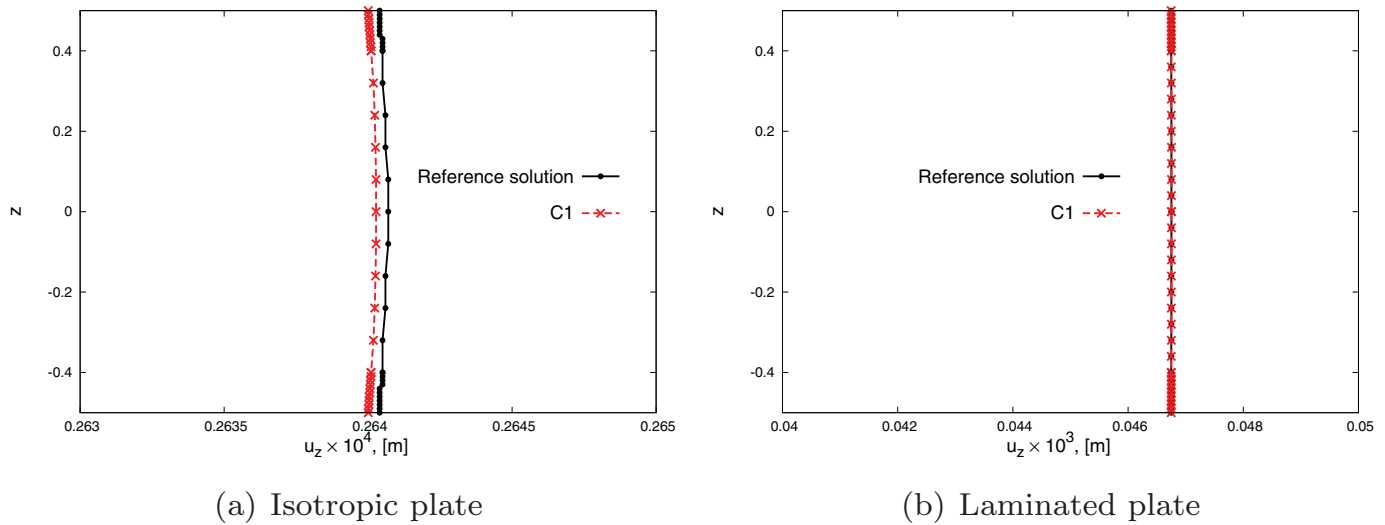 0.4
0.2
0
-0.2
-0.4
z
Reference solution
C1
0.263
0.2635
0.264
0.2645
0.265
u_z × 10^4, [m]
(a) Isotropic plate
0.4
0.2
0
-0.2
-0.4
z
Reference solution
C1
0.04
0.042
0.044
0.046
0.048
0.05
u_z × 10^3, [m]
(b) Laminated plate